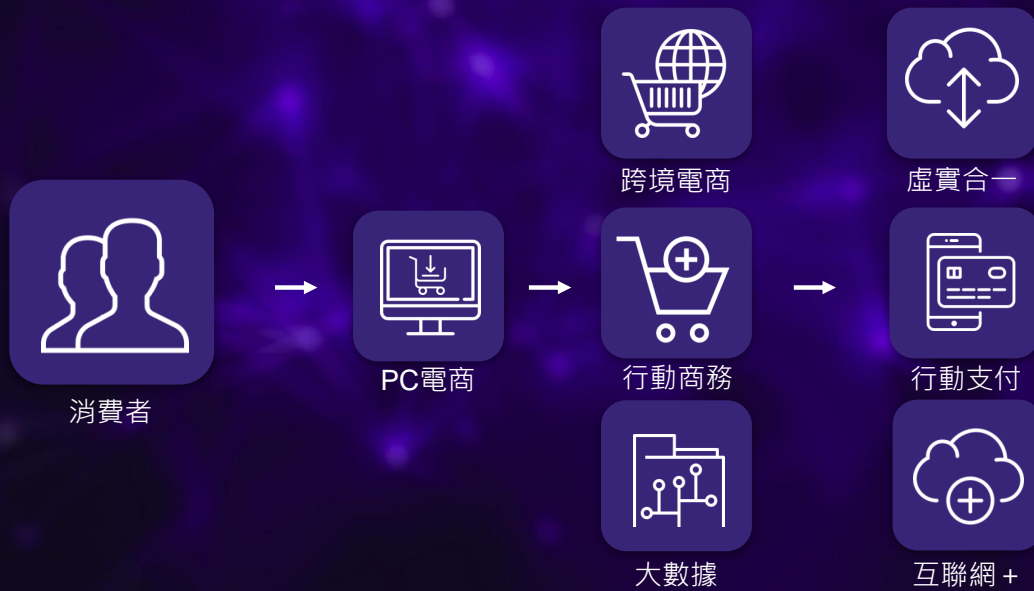 跨境電商
虛實合一
消費者
PC電商
行動商務
行動支付
大數據
互聯網+